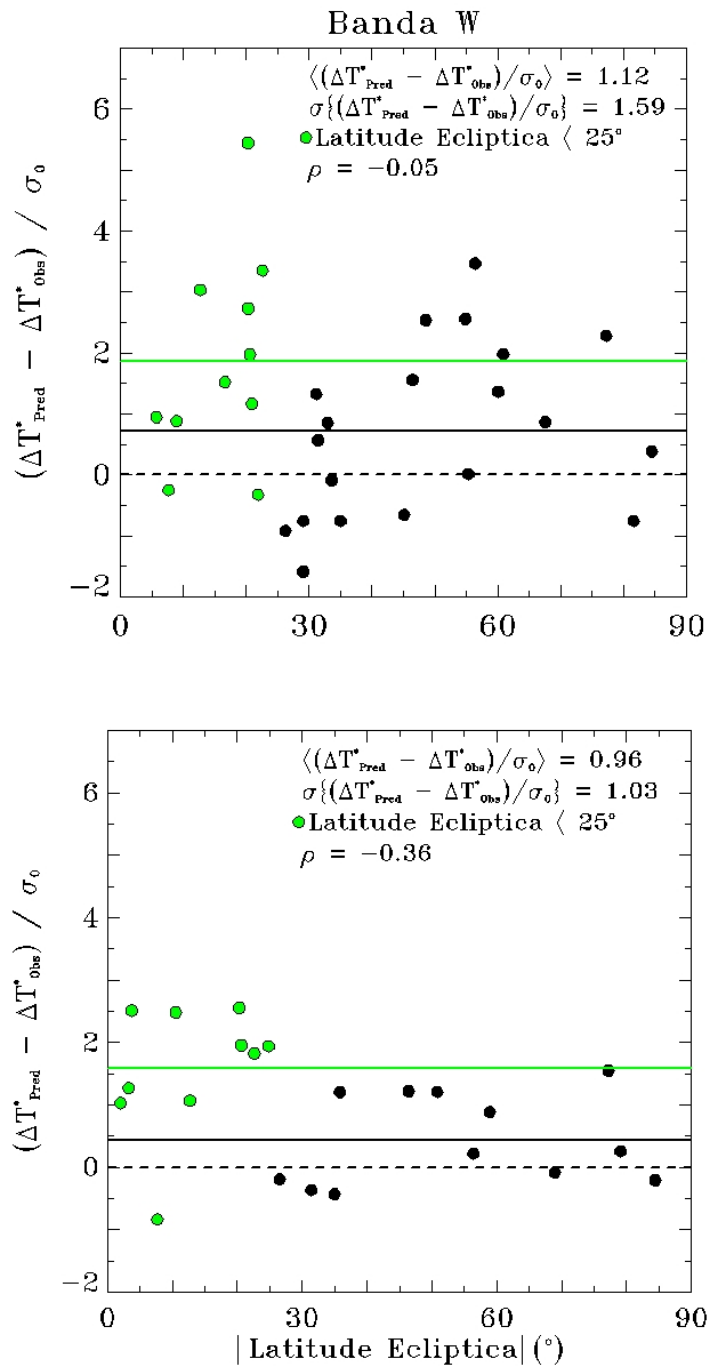 Banda W
⟨(ΔT*Pred − ΔT*Obs)/σ0⟩ = 1.12
σ{(ΔT*Pred − ΔT*Obs)/σ0} = 1.59
Latitude Ecliptica ⟨ 25°
ρ = −0.05
(ΔT*Pred − ΔT*Obs) / σ0
6
4
2
0
−2
0 30 60 90
⟨(ΔT*Pred − ΔT*Obs)/σ0⟩ = 0.96
σ{(ΔT*Pred − ΔT*Obs)/σ0} = 1.03
Latitude Ecliptica ⟨ 25°
ρ = −0.36
(ΔT*Pred − ΔT*Obs) / σ0
6
4
2
0
−2
0 30 60 90
|Latitude Ecliptica| (°)